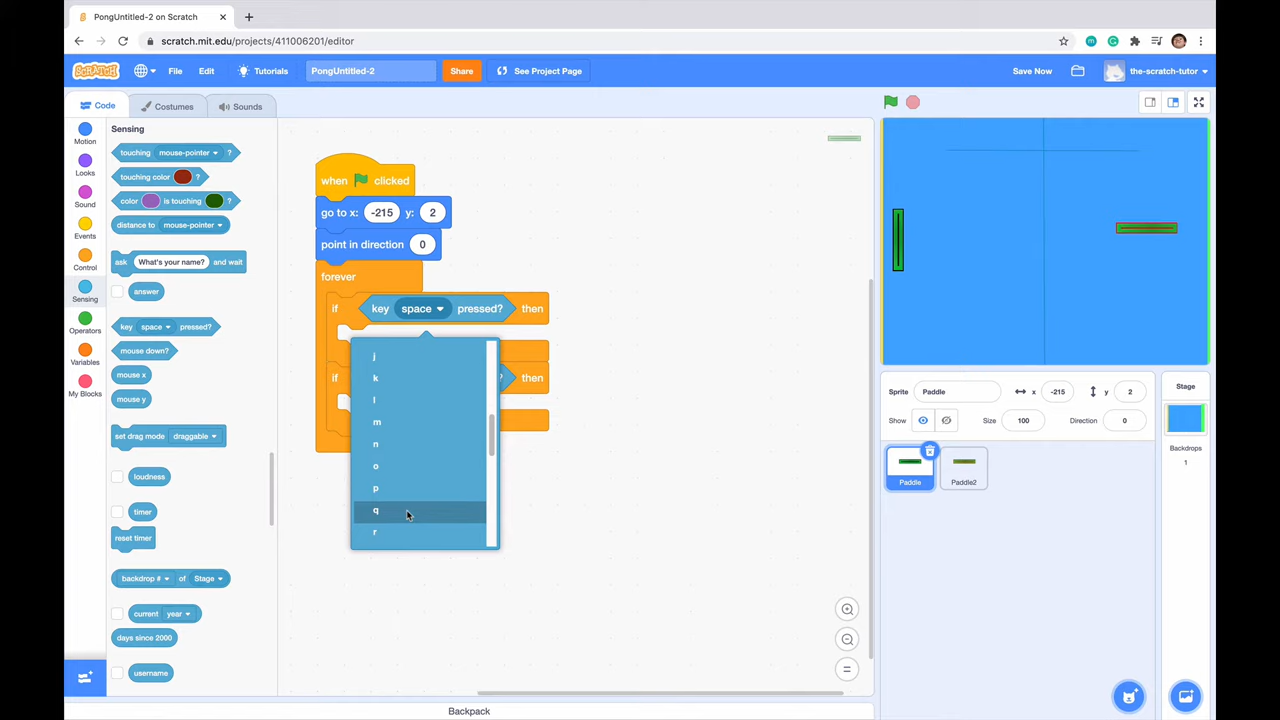 PongUntitled-2 on Scratch
scratch.mit.edu/projects/411006201/editor
SCRATCH File Edit Tutorials PongUntitled-2 Share See Project Page Save Now the-scratch-tutor
Code Costumes Sounds
Motion
Looks
Sound
Events
Control
Sensing
Operators
Variables
My Blocks
Sensing
touching mouse-pointer ?
touching color ?
color is touching ?
distance to mouse-pointer
ask What's your name? and wait
answer
key space pressed?
mouse down?
mouse x
mouse y
set drag mode draggable
loudness
timer
reset timer
backdrop # of Stage
current year
days since 2000
username
when clicked
go to x: -215 y: 2
point in direction 0
forever
if key space pressed? then
if ? then
j
k
l
m
n
o
p
q
r
Sprite Paddle x -215 y 2
Show Size 100 Direction 0
Paddle
Paddle2
Stage
Backdrops
1
Backpack